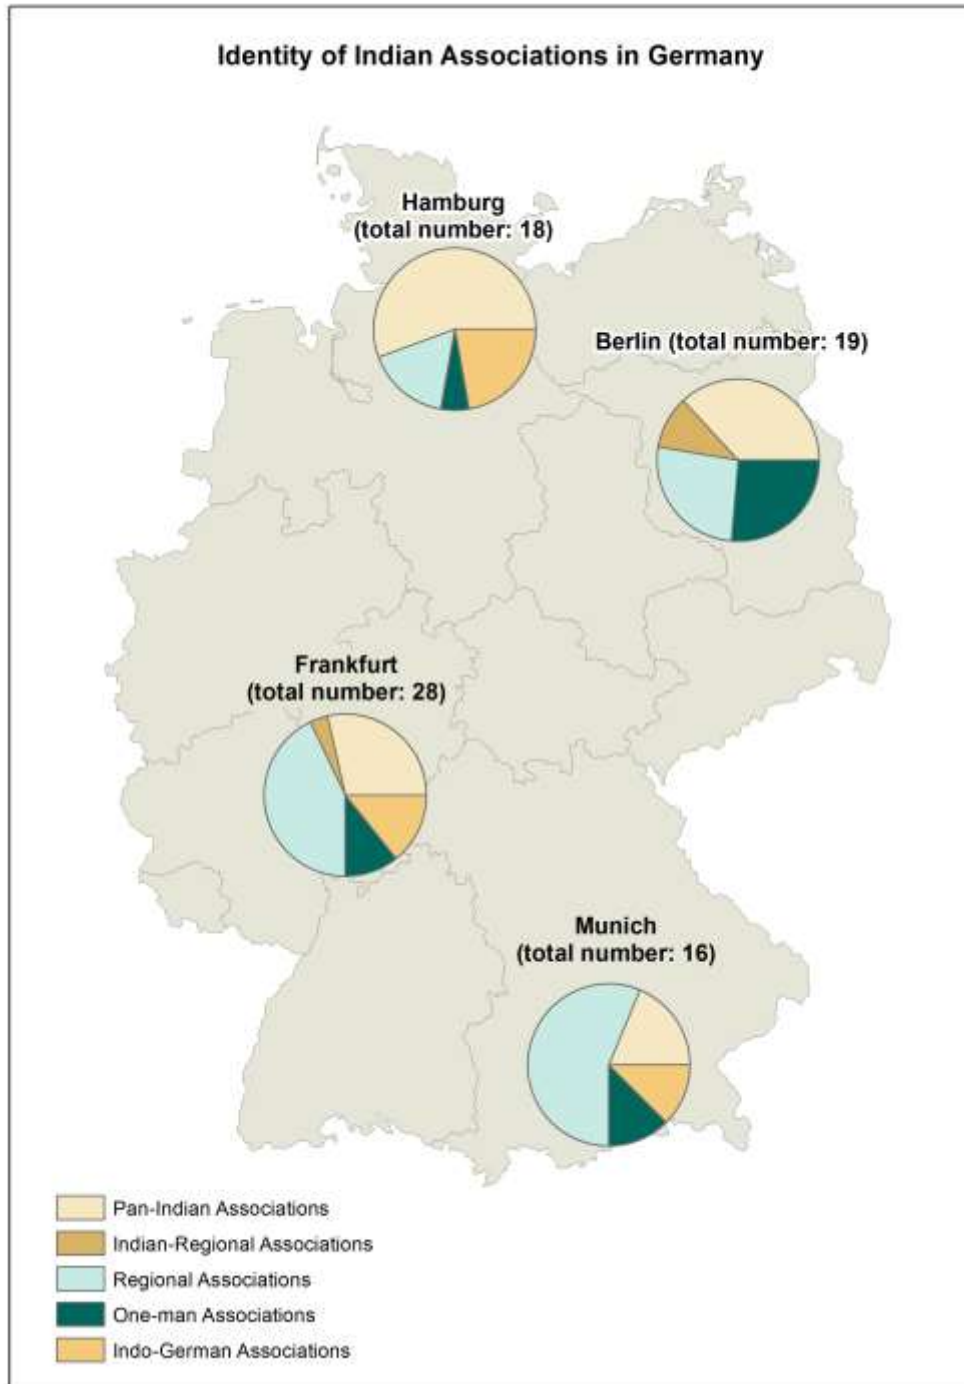 Identity of Indian Associations in Germany
Hamburg
(total number: 18)
Berlin (total number: 19)
Frankfurt
(total number: 28)
Munich
(total number: 16)
Pan-Indian Associations
Indian-Regional Associations
Regional Associations
One-man Associations
Indo-German Associations